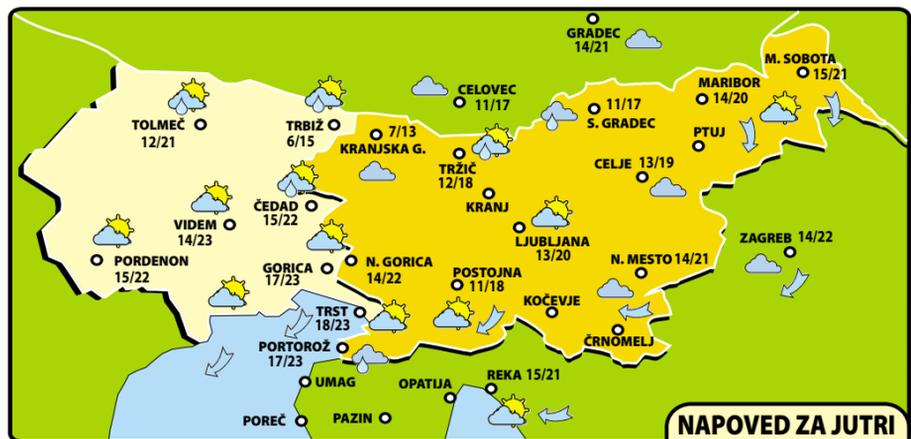 GRADEC
14/21
M. SOBOTA
15/21
MARIBOR
14/20
CELOVEC
11/17
11/17
S. GRADEC
PTUJ
TOLMEČ
12/21
TRBIŽ
6/15
7/13
KRANJSKA G.
TRŽIČ
12/18
CELJE 13/19
KRANJ
ČEDAD
15/22
VIDEM
14/23
LJUBLJANA
13/20
ZAGREB 14/22
PORDENON
15/22
GORICA
17/23
N. GORICA
14/22
POSTOJNA
11/18
N. MESTO 14/21
KOČEVJE
TRST
18/23
ČRNOMELJ
PORTOROŽ
17/23
UMAG
OPATIJA
REKA 15/21
POREČ
PAZIN
NAPOVED ZA JUTRI